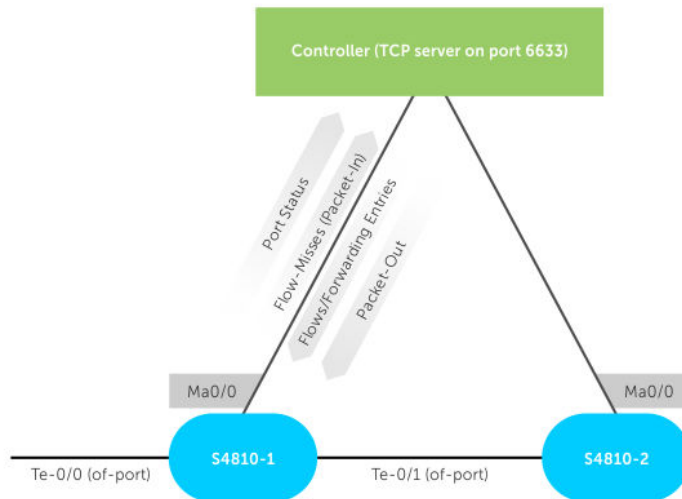 Controller (TCP server on port 6633)
Port Status
Flow-Misses (Packet-In)
Flows/Forwarding Entries
Packet-Out
Ma0/0
Ma0/0
S4810-1
S4810-2
Te-0/0 (of-port)
Te-0/1 (of-port)